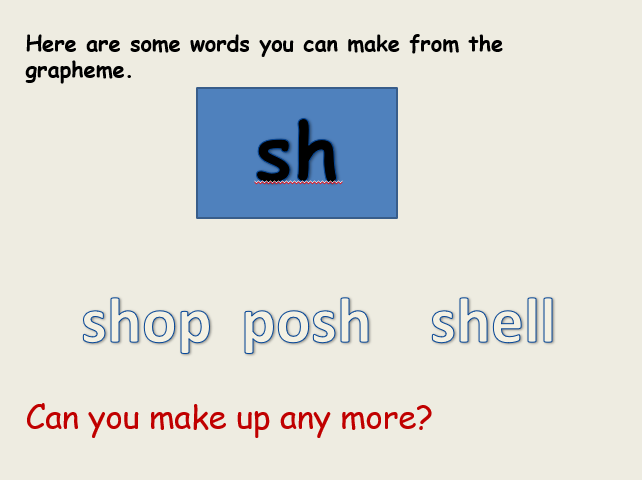 Here are some words you can make from the
grapheme.
sh
shop posh shell
Can you make up any more?